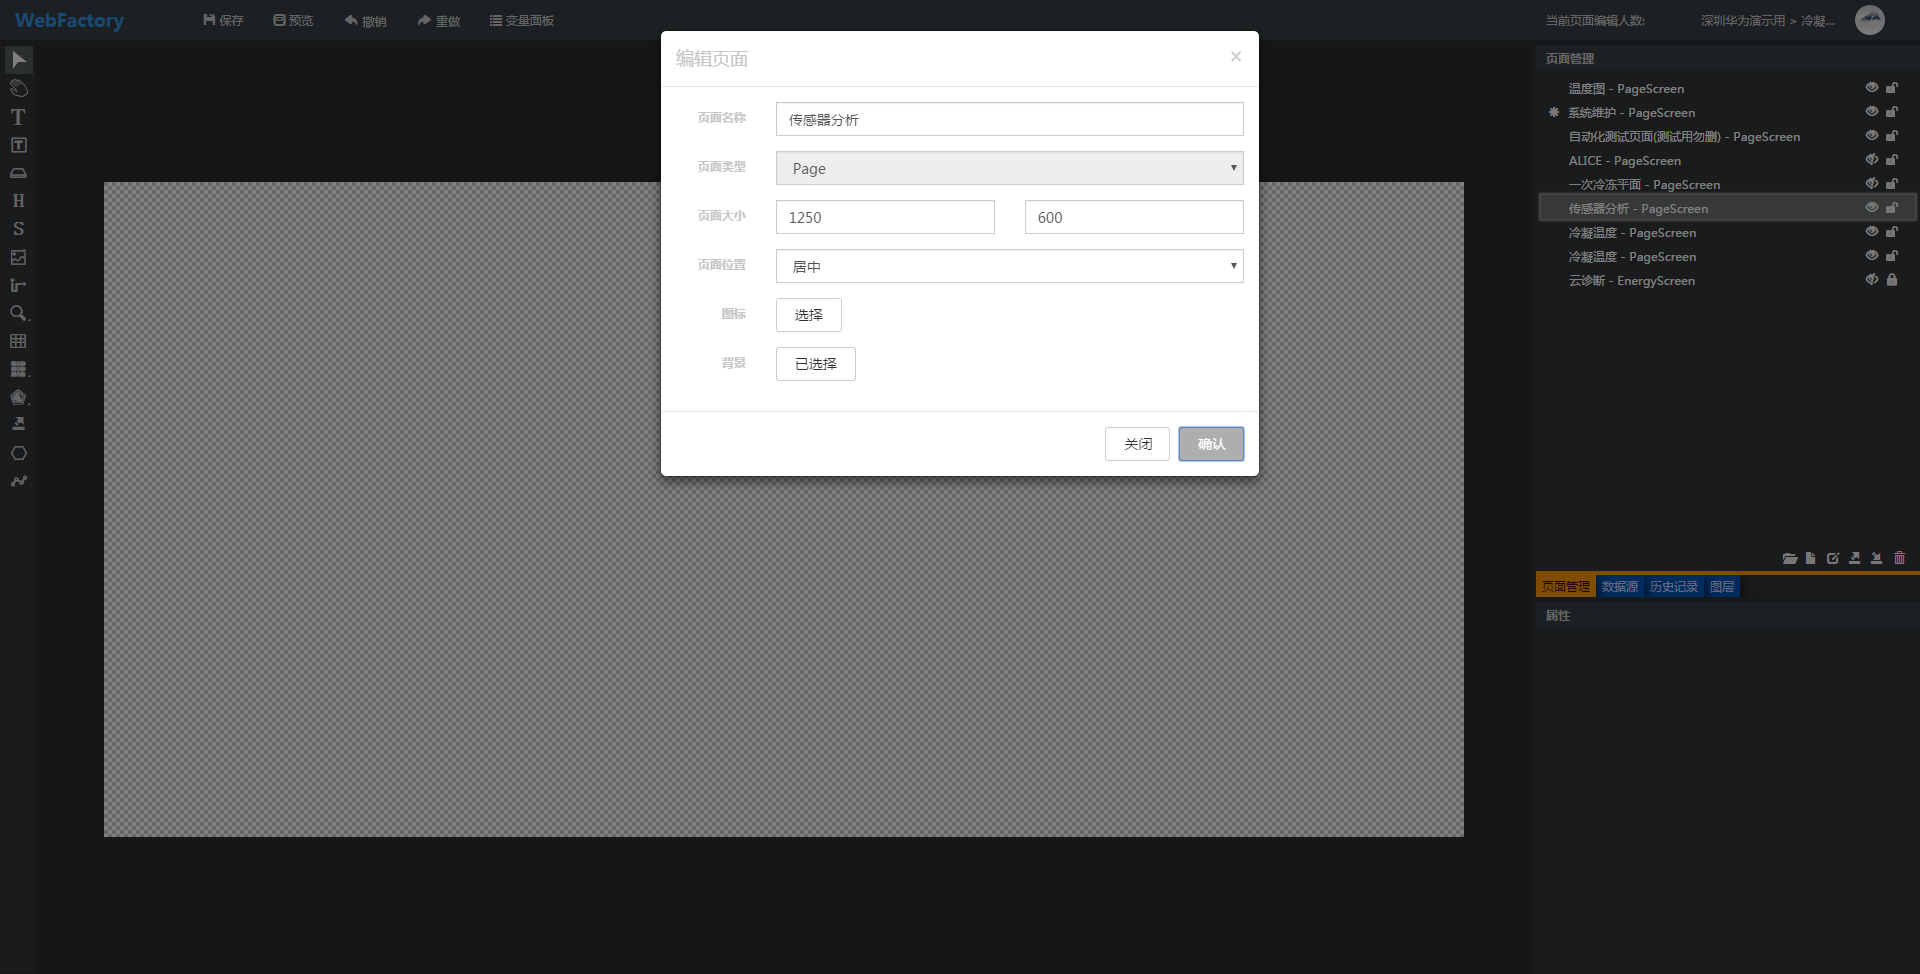 WebFactory 保存 预览 撤销 重做 变量面板 当前页面编辑人数: 深圳华为演示用 > 冷凝...
编辑页面 ×
页面名称 传感器分析
页面类型 Page
页面大小 1250 600
页面位置 居中
图标 选择
背景 已选择
关闭 确认
T
T
H
S
页面管理
温度图 - PageScreen
系统维护 - PageScreen
自动化测试页面(测试用勿删) - PageScreen
ALICE - PageScreen
一次冷冻平面 - PageScreen
传感器分析 - PageScreen
冷凝温度 - PageScreen
冷凝温度 - PageScreen
云诊断 - EnergyScreen
页面管理 数据源 历史记录 图层
属性